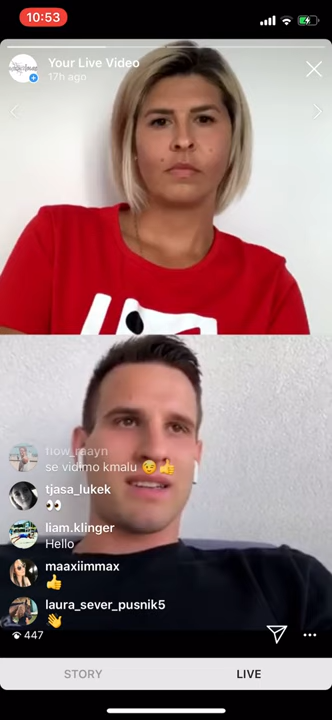 10:53
Your Live Video
17h ago
now_raayn
se vidimo kmalu 😉👍
tjasa_lukek
👀
liam.klinger
Hello
maaxiimmax
👍
laura_sever_pusnik5
👋
447
STORY
LIVE